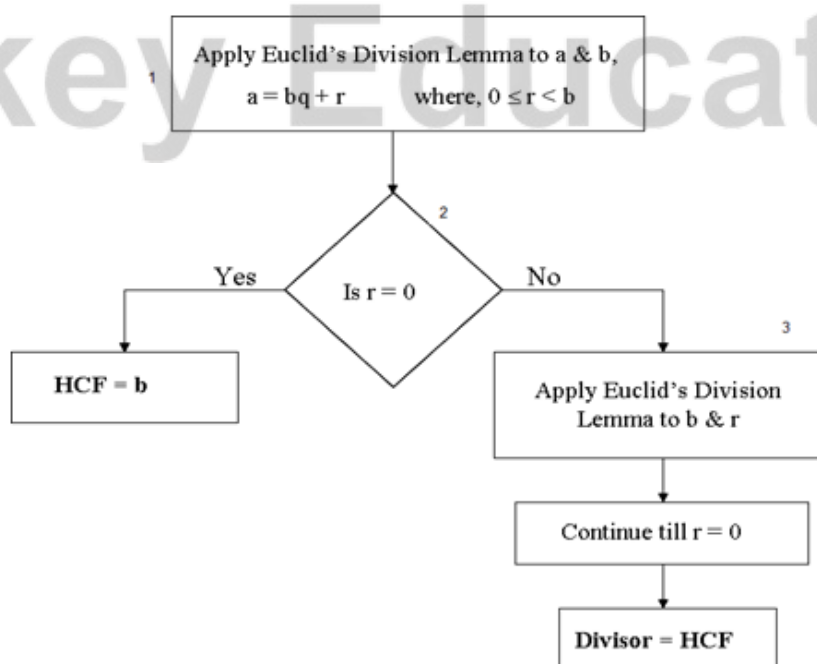 key Educat
Apply Euclid's Division Lemma to a & b,
1
a = bq + r where, 0 ≤ r < b
2
Yes
No
Is r = 0
3
HCF = b
Apply Euclid's Division
Lemma to b & r
Continue till r = 0
Divisor = HCF